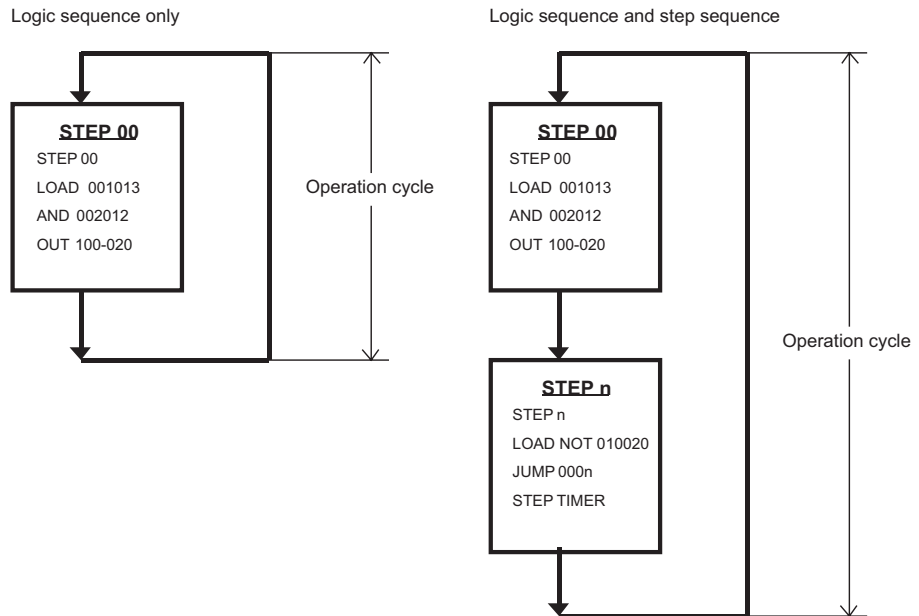 Logic sequence only
STEP 00
STEP 00
LOAD 001013
AND 002012
OUT 100-020
Operation cycle
Logic sequence and step sequence
STEP 00
STEP 00
LOAD 001013
AND 002012
OUT 100-020
STEP n
STEP n
LOAD NOT 010020
JUMP 000n
STEP TIMER
Operation cycle